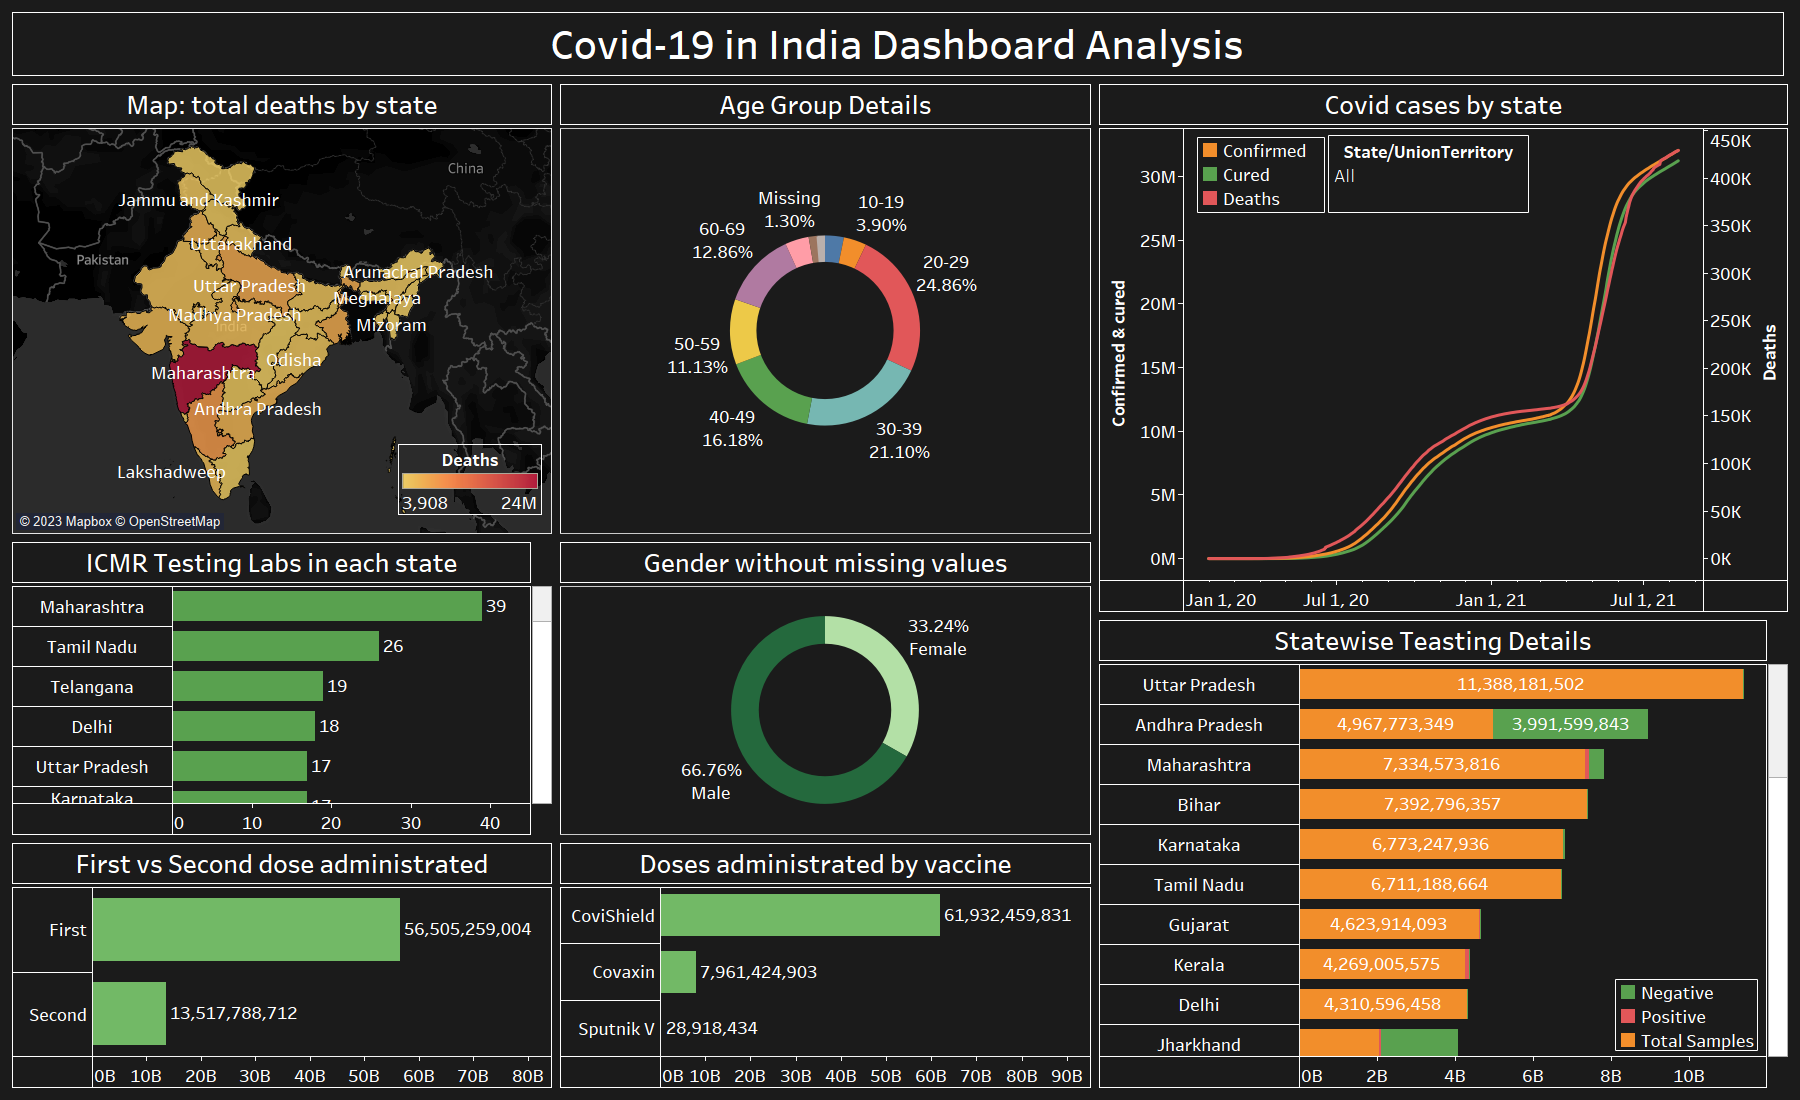 Covid-19 in India Dashboard Analysis
Map: total deaths by state
China
Jammu and Kashmir
Uttarakhand
Pakistan
Arunachal Pradesh
Uttar Pradesh
Meghalaya
Madhya Pradesh
India
Mizoram
Odisha
Maharashtra
Andhra Pradesh
Lakshadweep
Deaths
3,908 24M
© 2023 Mapbox © OpenStreetMap
Age Group Details
Missing
1.30%
10-19
3.90%
60-69
12.86%
20-29
24.86%
50-59
11.13%
40-49
16.18%
30-39
21.10%
Covid cases by state
Confirmed
Cured
Deaths
State/UnionTerritory
All
Confirmed & cured
30M
25M
20M
15M
10M
5M
0M
450K
400K
350K
300K
250K
200K
150K
100K
50K
0K
Deaths
Jan 1, 20 Jul 1, 20 Jan 1, 21 Jul 1, 21
ICMR Testing Labs in each state
Maharashtra 39
Tamil Nadu 26
Telangana 19
Delhi 18
Uttar Pradesh 17
Karnataka 17
0 10 20 30 40
Gender without missing values
33.24%
Female
66.76%
Male
Statewise Teasting Details
Uttar Pradesh 11,388,181,502
Andhra Pradesh 4,967,773,349 3,991,599,843
Maharashtra 7,334,573,816
Bihar 7,392,796,357
Karnataka 6,773,247,936
Tamil Nadu 6,711,188,664
Gujarat 4,623,914,093
Kerala 4,269,005,575
Delhi 4,310,596,458
Jharkhand
Negative
Positive
Total Samples
0B 2B 4B 6B 8B 10B
First vs Second dose administrated
First 56,505,259,004
Second 13,517,788,712
0B 10B 20B 30B 40B 50B 60B 70B 80B
Doses administrated by vaccine
CoviShield 61,932,459,831
Covaxin 7,961,424,903
Sputnik V 28,918,434
0B 10B 20B 30B 40B 50B 60B 70B 80B 90B